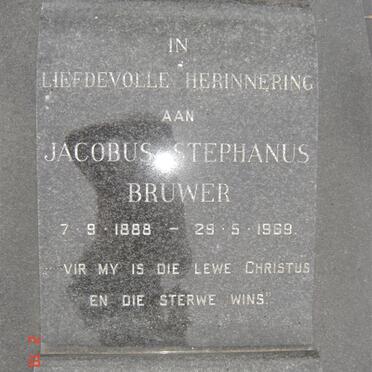 IN
LIEFDEVOLLE HERINNERING
AAN
JACOBUS STEPHANUS
BRUWER
7·9·1888 – 29·5·1969.
"VIR MY IS DIE LEWE CHRISTUS
EN DIE STERWE WINS."